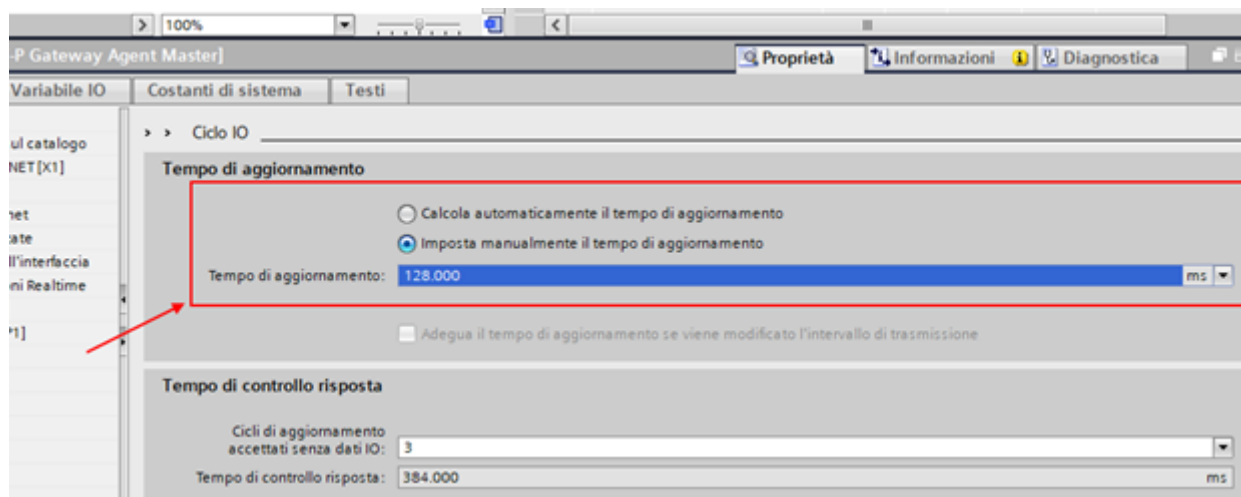 100%
-P Gateway Agent Master]
Proprietà
Informazioni
Diagnostica
Variabile IO
Costanti di sistema
Testi
ul catalogo
NET [X1]
net
tate
ll'interfaccia
ni Realtime
P1]
Ciclo IO
Tempo di aggiornamento
Calcola automaticamente il tempo di aggiornamento
Imposta manualmente il tempo di aggiornamento
Tempo di aggiornamento: 128.000 ms
Adegua il tempo di aggiornamento se viene modificato l'intervallo di trasmissione
Tempo di controllo risposta
Cicli di aggiornamento
accettati senza dati IO: 3
Tempo di controllo risposta: 384.000 ms